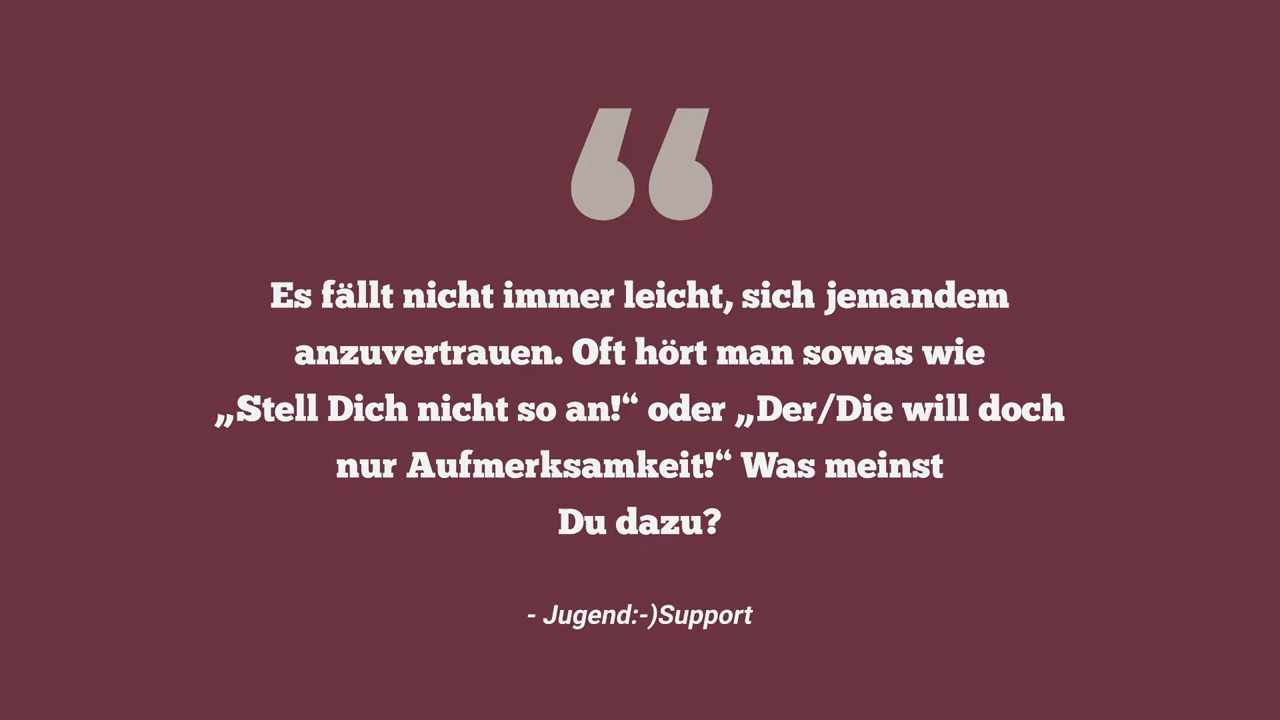 “
Es fällt nicht immer leicht, sich jemandem
anzuvertrauen. Oft hört man sowas wie
„Stell Dich nicht so an!“ oder „Der/Die will doch
nur Aufmerksamkeit!“ Was meinst
Du dazu?
- Jugend:-)Support